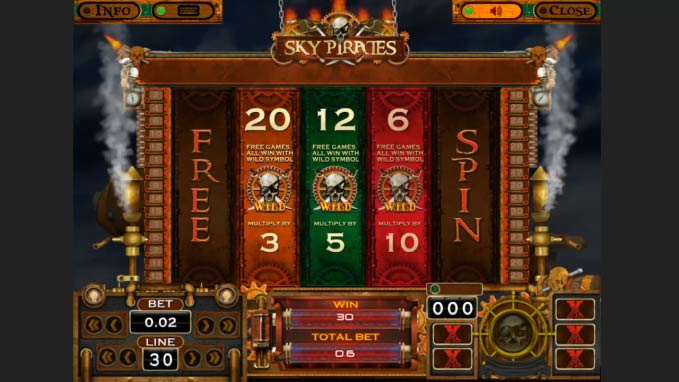 INFO
CLOSE
SKY PIRATES
FREE
20
FREE GAMES
ALL WIN WITH
WILD SYMBOL
WILD
MULTIPLY BY
3
12
FREE GAMES
ALL WIN WITH
WILD SYMBOL
WILD
MULTIPLY BY
5
6
FREE GAMES
ALL WIN WITH
WILD SYMBOL
WILD
MULTIPLY BY
10
SPIN
BET
0.02
LINE
30
WIN
30
TOTAL BET
0.6
000
X
X
X
X
X